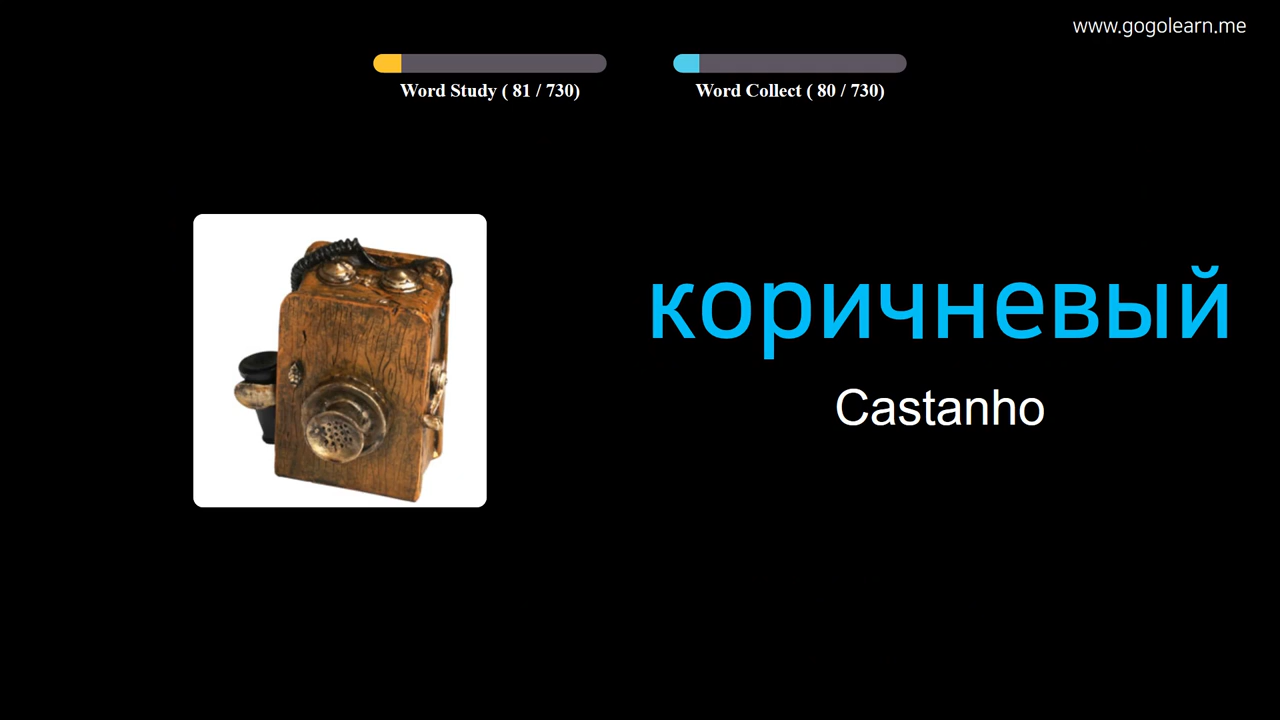 www.gogolearn.me
Word Study ( 81 / 730)
Word Collect ( 80 / 730)
коричневый
Castanho